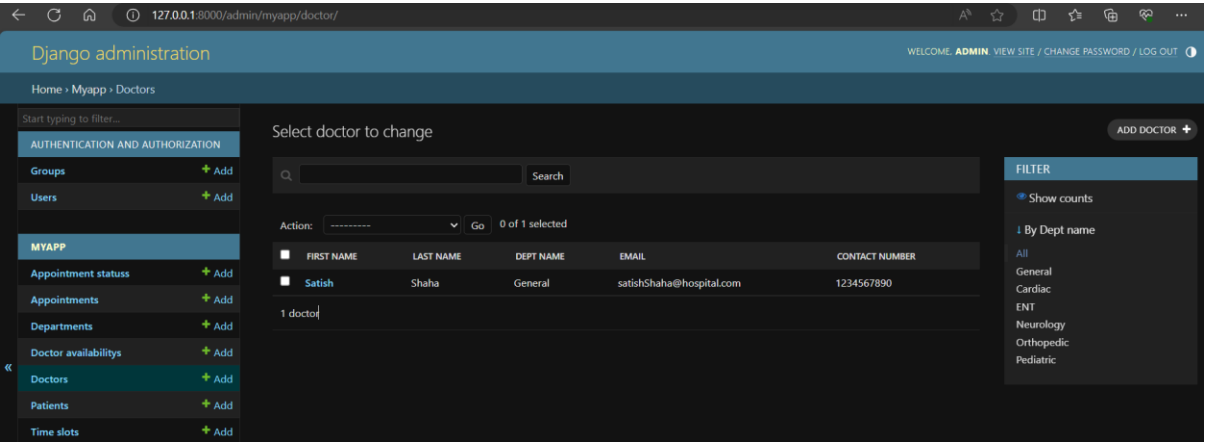 127.0.0.1:8000/admin/myapp/doctor/
Django administration
WELCOME, ADMIN. VIEW SITE / CHANGE PASSWORD / LOG OUT
Home › Myapp › Doctors
Start typing to filter...
AUTHENTICATION AND AUTHORIZATION
Groups + Add
Users + Add
MYAPP
Appointment statuss + Add
Appointments + Add
Departments + Add
Doctor availabilitys + Add
Doctors + Add
Patients + Add
Time slots + Add
«
Select doctor to change
ADD DOCTOR +
Search
Action: --------- Go 0 of 1 selected
FIRST NAME LAST NAME DEPT NAME EMAIL CONTACT NUMBER
Satish Shaha General satishShaha@hospital.com 1234567890
1 doctor
FILTER
Show counts
↓ By Dept name
All
General
Cardiac
ENT
Neurology
Orthopedic
Pediatric